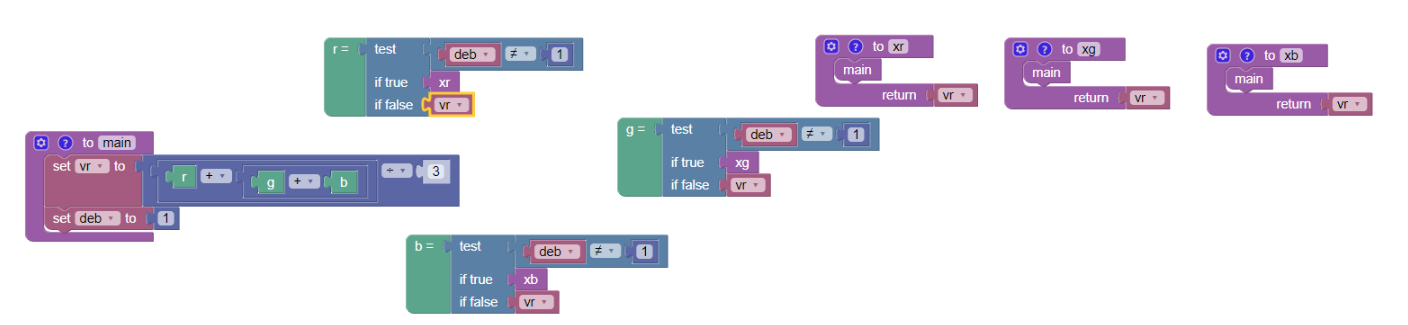 to main
set vr to r + g + b ÷ 3
set deb to 1
r = test deb ≠ 1
if true xr
if false vr
g = test deb ≠ 1
if true xg
if false vr
b = test deb ≠ 1
if true xb
if false vr
? to xr
main
return vr
? to xg
main
return vr
? to xb
main
return vr